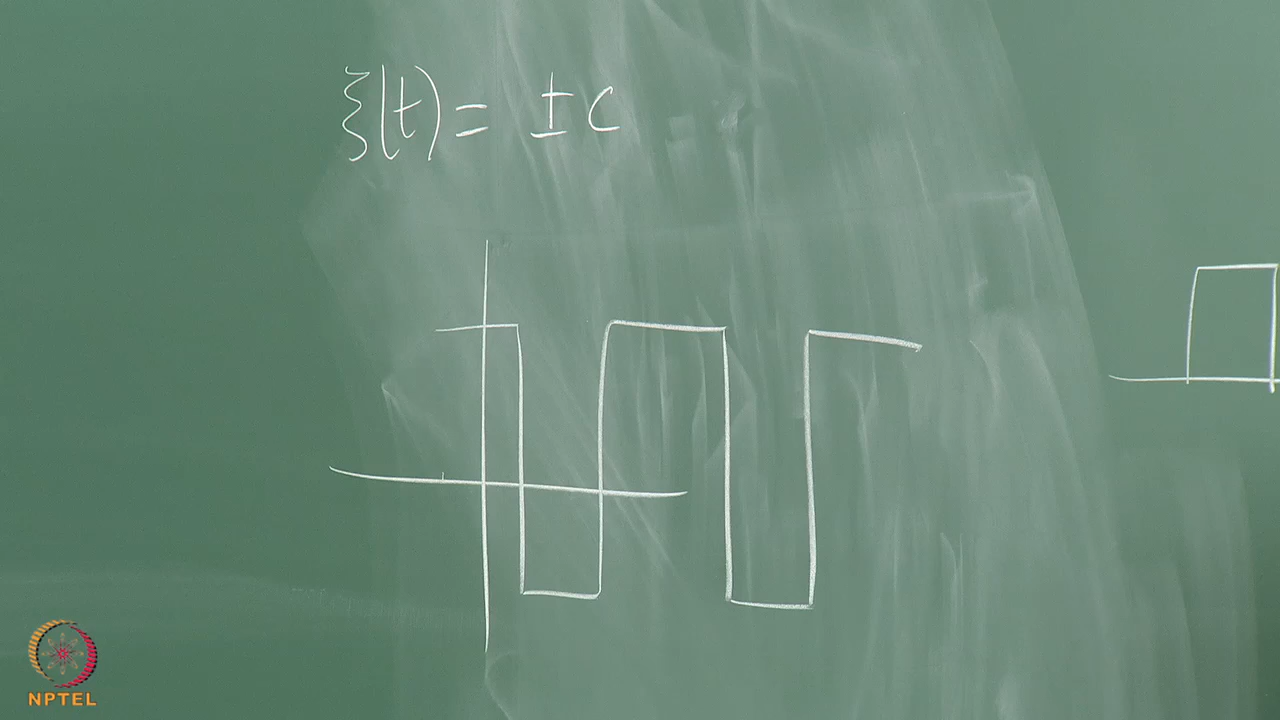 ξ(t) = ± c
NPTEL